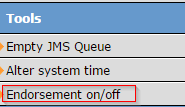 Tools
Empty JMS Queue
Alter system time
Endorsement on/off